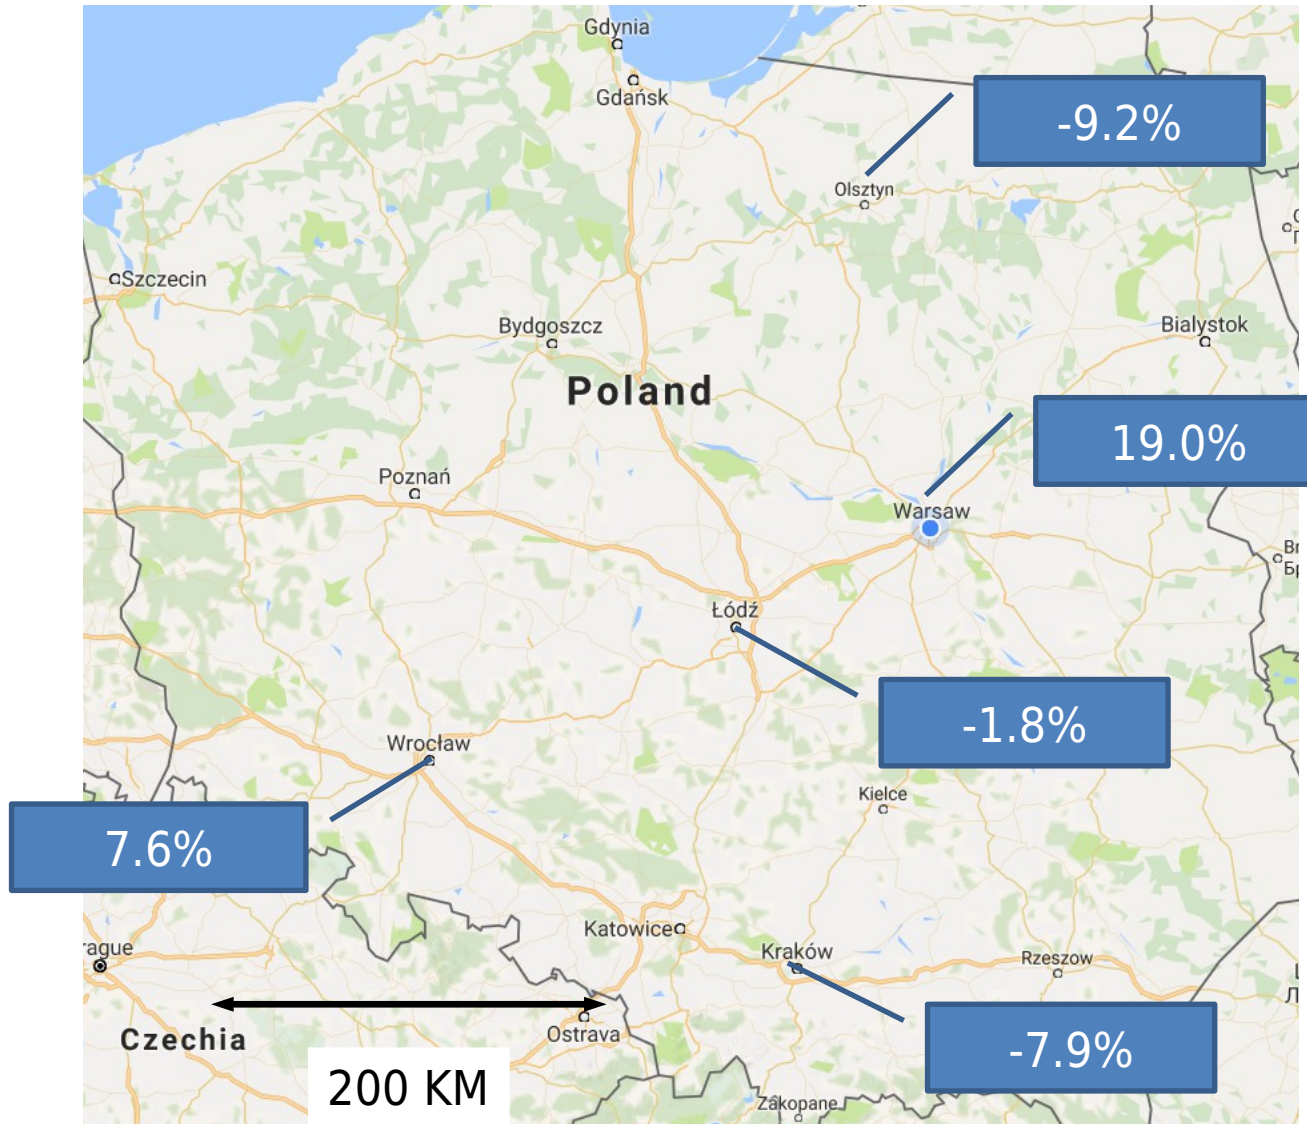 Gdynia
Gdańsk
-9.2%
Olsztyn
Szczecin
Bydgoszcz
Bialystok
Poland
19.0%
Poznań
Warsaw
Łódź
-1.8%
Wrocław
Kielce
7.6%
Katowice
Kraków
rague
Rzeszow
Czechia
Ostrava
-7.9%
200 KM
Zakopane